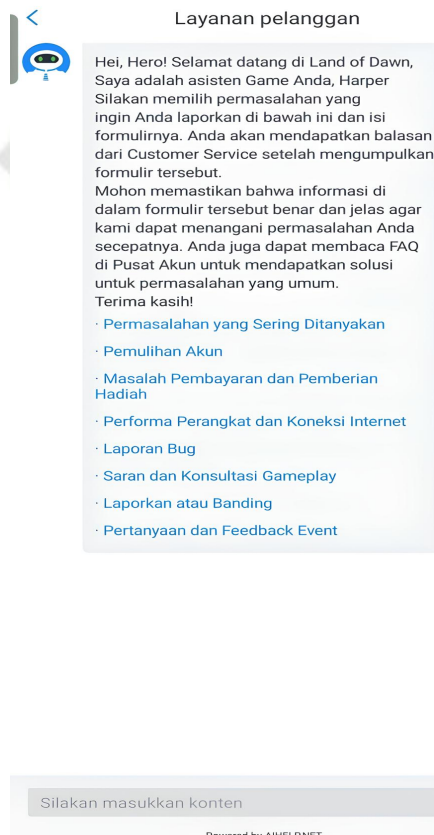 Layanan pelanggan
Hei, Hero! Selamat datang di Land of Dawn,
Saya adalah asisten Game Anda, Harper
Silakan memilih permasalahan yang
ingin Anda laporkan di bawah ini dan isi
formulirnya. Anda akan mendapatkan balasan
dari Customer Service setelah mengumpulkan
formulir tersebut.
Mohon memastikan bahwa informasi di
dalam formulir tersebut benar dan jelas agar
kami dapat menangani permasalahan Anda
secepatnya. Anda juga dapat membaca FAQ
di Pusat Akun untuk mendapatkan solusi
untuk permasalahan yang umum.
Terima kasih!
· Permasalahan yang Sering Ditanyakan
· Pemulihan Akun
· Masalah Pembayaran dan Pemberian
Hadiah
· Performa Perangkat dan Koneksi Internet
· Laporan Bug
· Saran dan Konsultasi Gameplay
· Laporkan atau Banding
· Pertanyaan dan Feedback Event
Silakan masukkan konten
Powered by AIHELP.NET